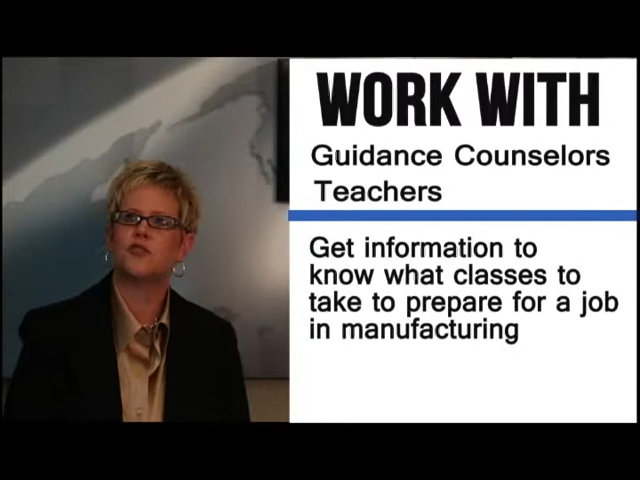 WORK WITH
Guidance Counselors
Teachers
Get information to
know what classes to
take to prepare for a job
in manufacturing